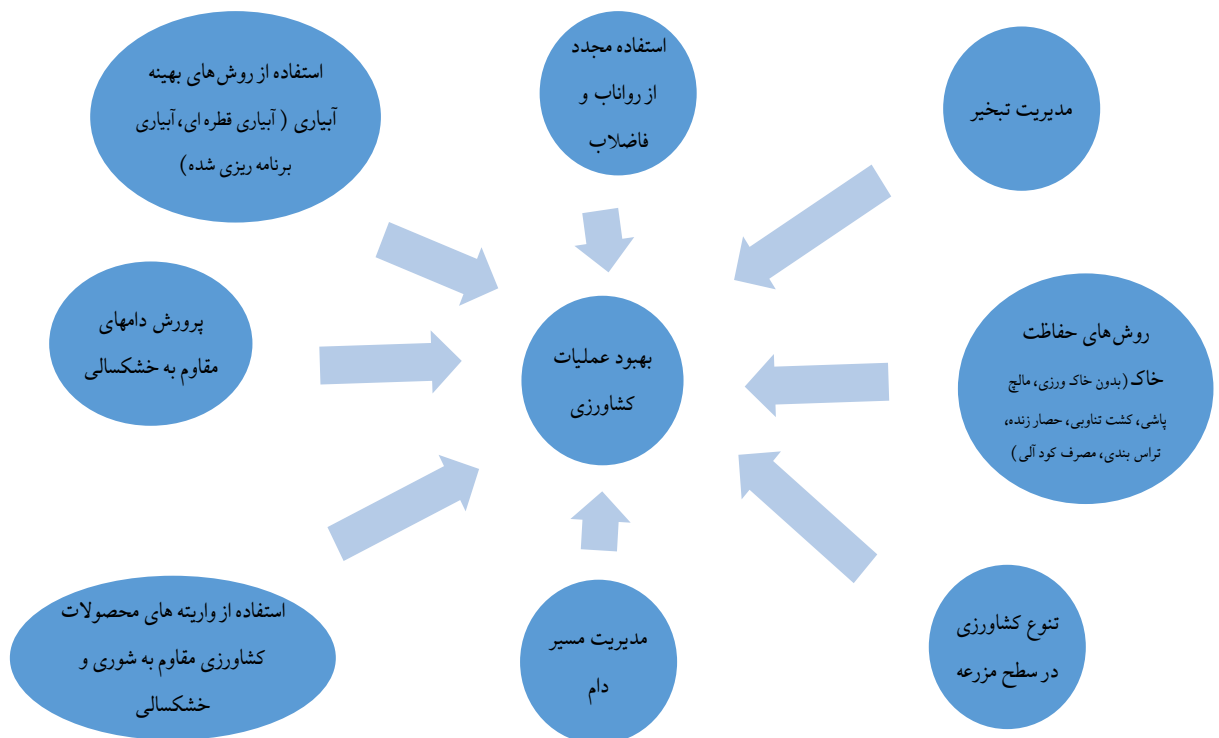 استفاده مجدد
از رواناب و
فاضلاب
مدیریت تبخیر
استفاده از روش‌های بهینه
آبیاری ( آبیاری قطره ای، آبیاری
برنامه ریزی شده)
روش‌های حفاظت
خاک (بدون خاک ورزی، مالچ
پاشی، کشت تناوبی، حصار زنده،
تراس بندی، مصرف کود آلی)
بهبود عملیات
کشاورزی
پرورش دامهای
مقاوم به خشکسالی
تنوع کشاورزی
در سطح مزرعه
مدیریت مسیر
دام
استفاده از واریته های محصولات
کشاورزی مقاوم به شوری و
خشکسالی